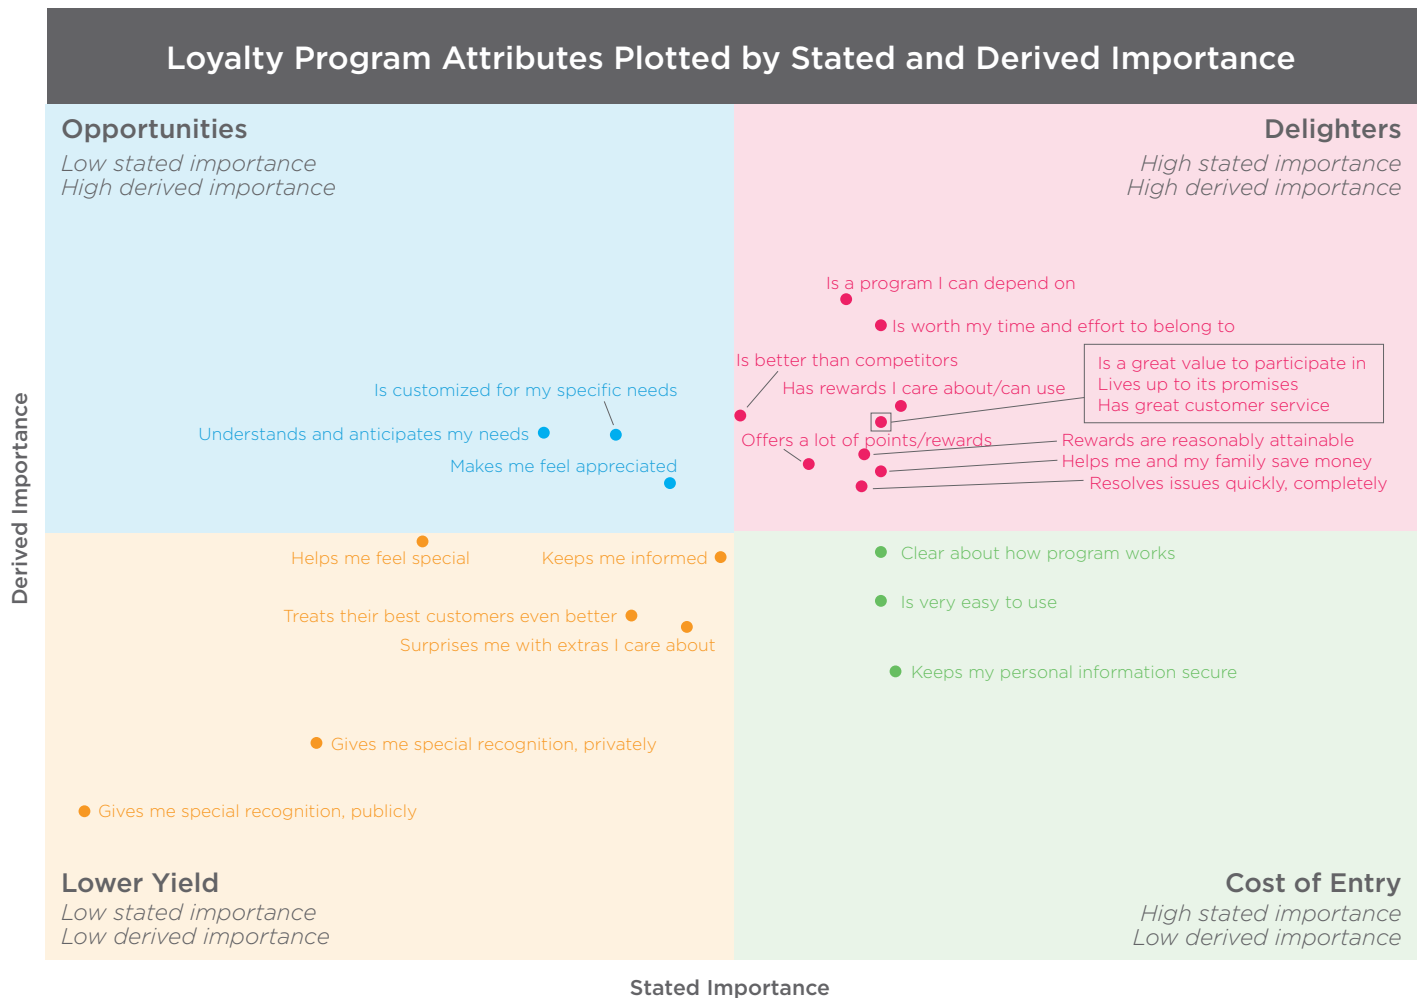 Loyalty Program Attributes Plotted by Stated and Derived Importance
Opportunities
Low stated importance
High derived importance
Delighters
High stated importance
High derived importance
Is a program I can depend on
Is worth my time and effort to belong to
Is better than competitors
Has rewards I care about/can use
Is a great value to participate in
Lives up to its promises
Has great customer service
Offers a lot of points/rewards
Rewards are reasonably attainable
Helps me and my family save money
Resolves issues quickly, completely
Is customized for my specific needs
Understands and anticipates my needs
Makes me feel appreciated
Derived Importance
Helps me feel special
Keeps me informed
Treats their best customers even better
Surprises me with extras I care about
Gives me special recognition, privately
Gives me special recognition, publicly
Clear about how program works
Is very easy to use
Keeps my personal information secure
Lower Yield
Low stated importance
Low derived importance
Cost of Entry
High stated importance
Low derived importance
Stated Importance